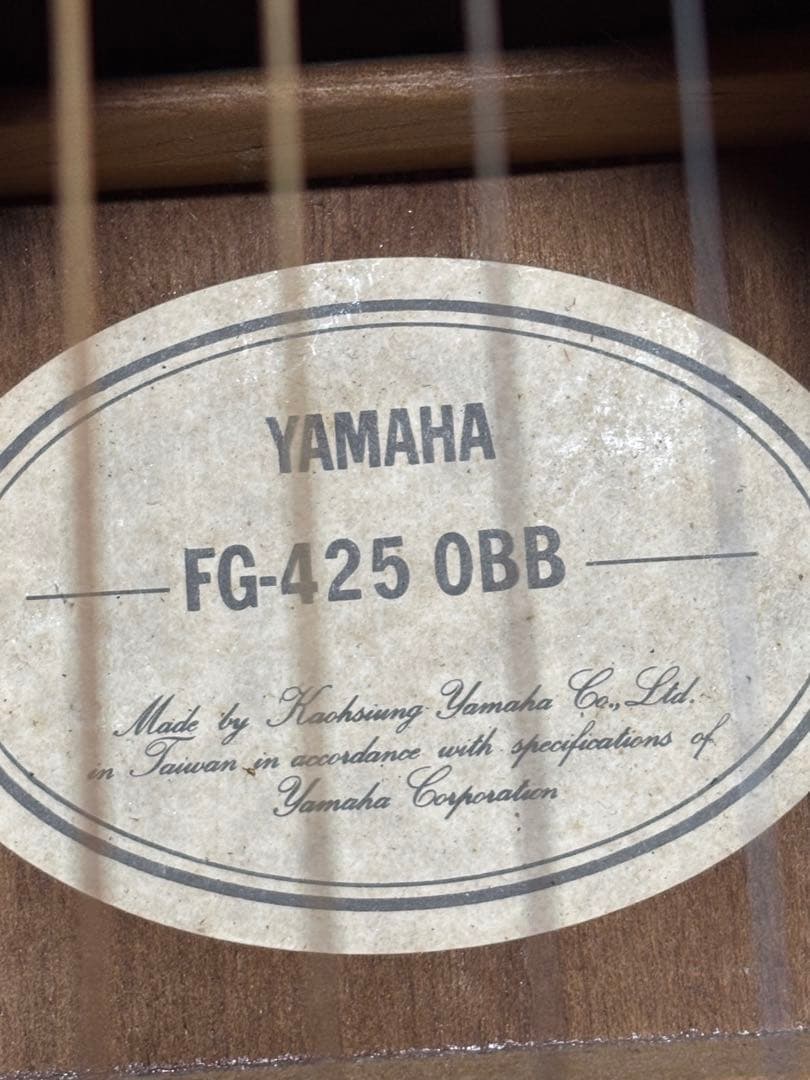 YAMAHA
FG-425 OBB
Made by Kaohsiung Yamaha Co., Ltd.
in Taiwan in accordance with specifications of
Yamaha Corporation